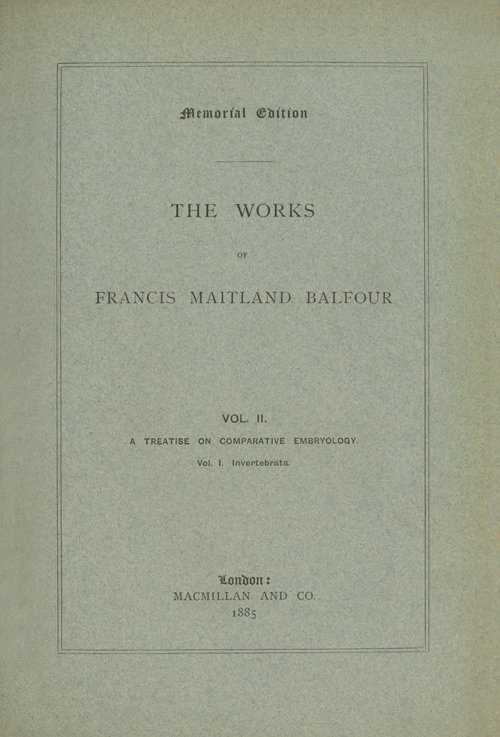 Memorial Edition
THE WORKS
OF
FRANCIS MAITLAND BALFOUR
VOL. II.
A TREATISE ON COMPARATIVE EMBRYOLOGY.
Vol. I. Invertebrata.
London:
MACMILLAN AND CO.
1885